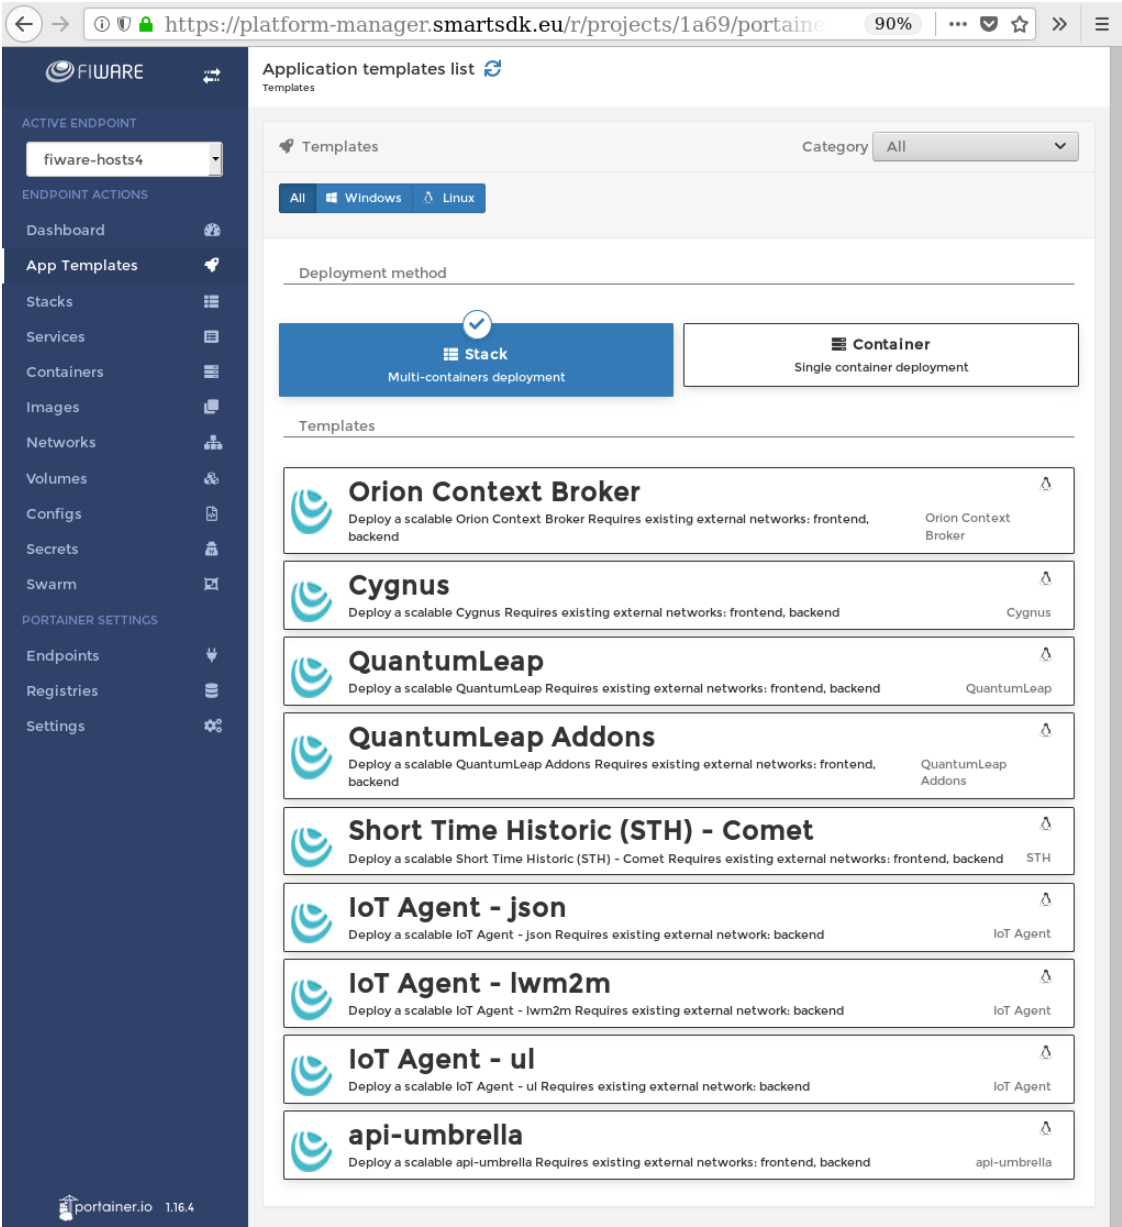 https://platform-manager.smartsdk.eu/r/projects/1a69/portaine
90%
FIWARE
Application templates list
Templates
ACTIVE ENDPOINT
fiware-hosts4
ENDPOINT ACTIONS
Dashboard
App Templates
Stacks
Services
Containers
Images
Networks
Volumes
Configs
Secrets
Swarm
PORTAINER SETTINGS
Endpoints
Registries
Settings
portainer.io 1.16.4
Templates
Category All
All Windows Linux
Deployment method
Stack
Multi-containers deployment
Container
Single container deployment
Templates
Orion Context Broker
Deploy a scalable Orion Context Broker Requires existing external networks: frontend,
backend
Orion Context
Broker
Cygnus
Deploy a scalable Cygnus Requires existing external networks: frontend, backend
Cygnus
QuantumLeap
Deploy a scalable QuantumLeap Requires existing external networks: frontend, backend
QuantumLeap
QuantumLeap Addons
Deploy a scalable QuantumLeap Addons Requires existing external networks: frontend,
backend
QuantumLeap
Addons
Short Time Historic (STH) - Comet
Deploy a scalable Short Time Historic (STH) - Comet Requires existing external networks: frontend, backend
STH
IoT Agent - json
Deploy a scalable IoT Agent - json Requires existing external network: backend
IoT Agent
IoT Agent - lwm2m
Deploy a scalable IoT Agent - lwm2m Requires existing external network: backend
IoT Agent
IoT Agent - ul
Deploy a scalable IoT Agent - ul Requires existing external network: backend
IoT Agent
api-umbrella
Deploy a scalable api-umbrella Requires existing external networks: frontend, backend
api-umbrella